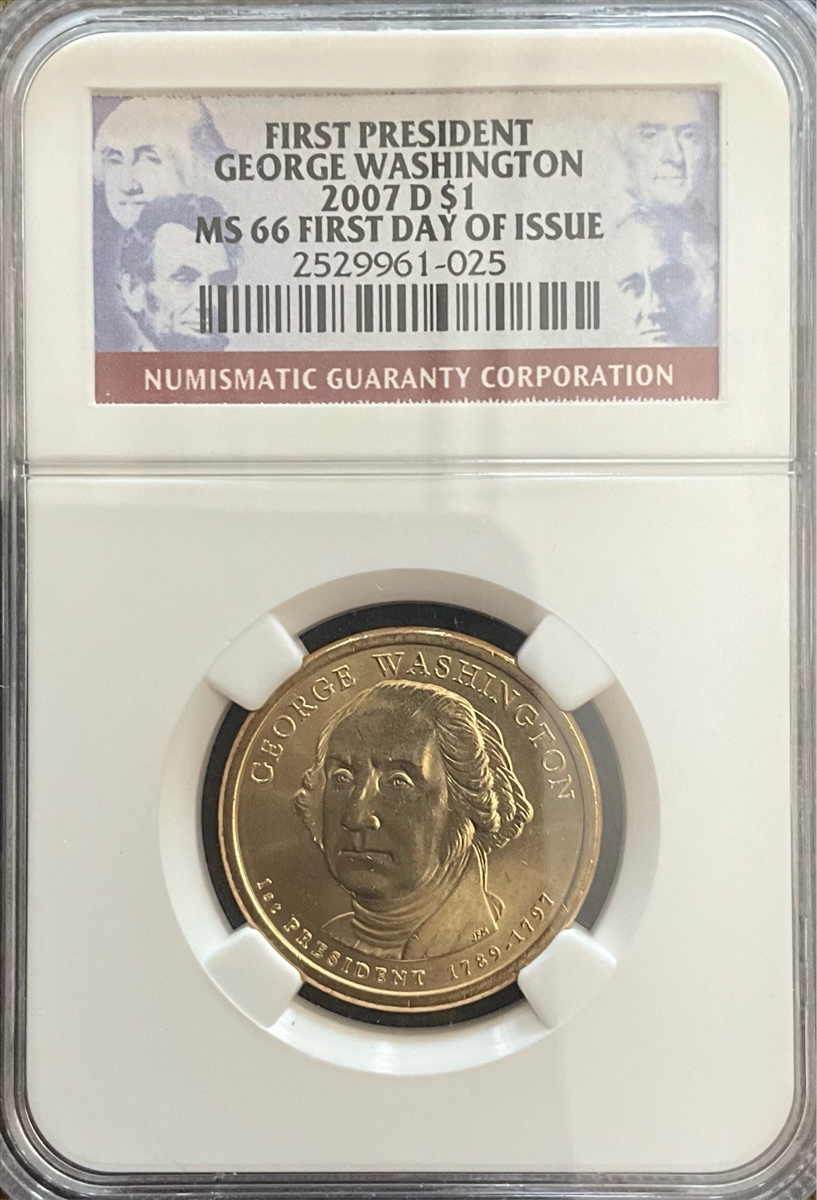 FIRST PRESIDENT
GEORGE WASHINGTON
2007 D $1
MS 66 FIRST DAY OF ISSUE
2529961-025
NUMISMATIC GUARANTY CORPORATION
GEORGE WASHINGTON
1st PRESIDENT 1789-1797
JFM